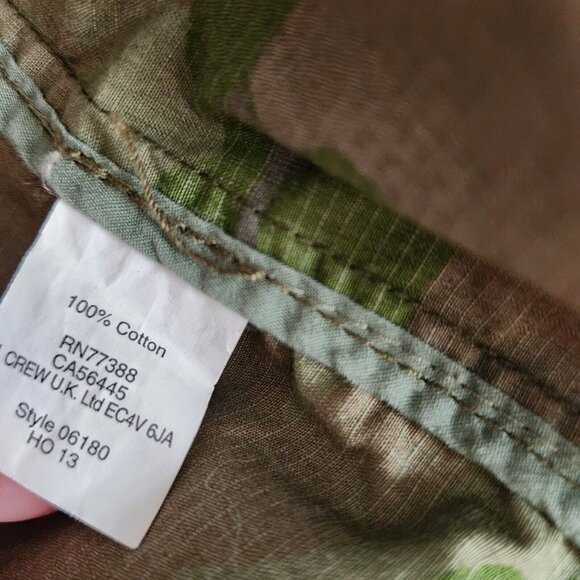 100% Cotton
RN77388
CA56445
CREW U.K. Ltd EC4V 6JA
Style 06180
HO 13